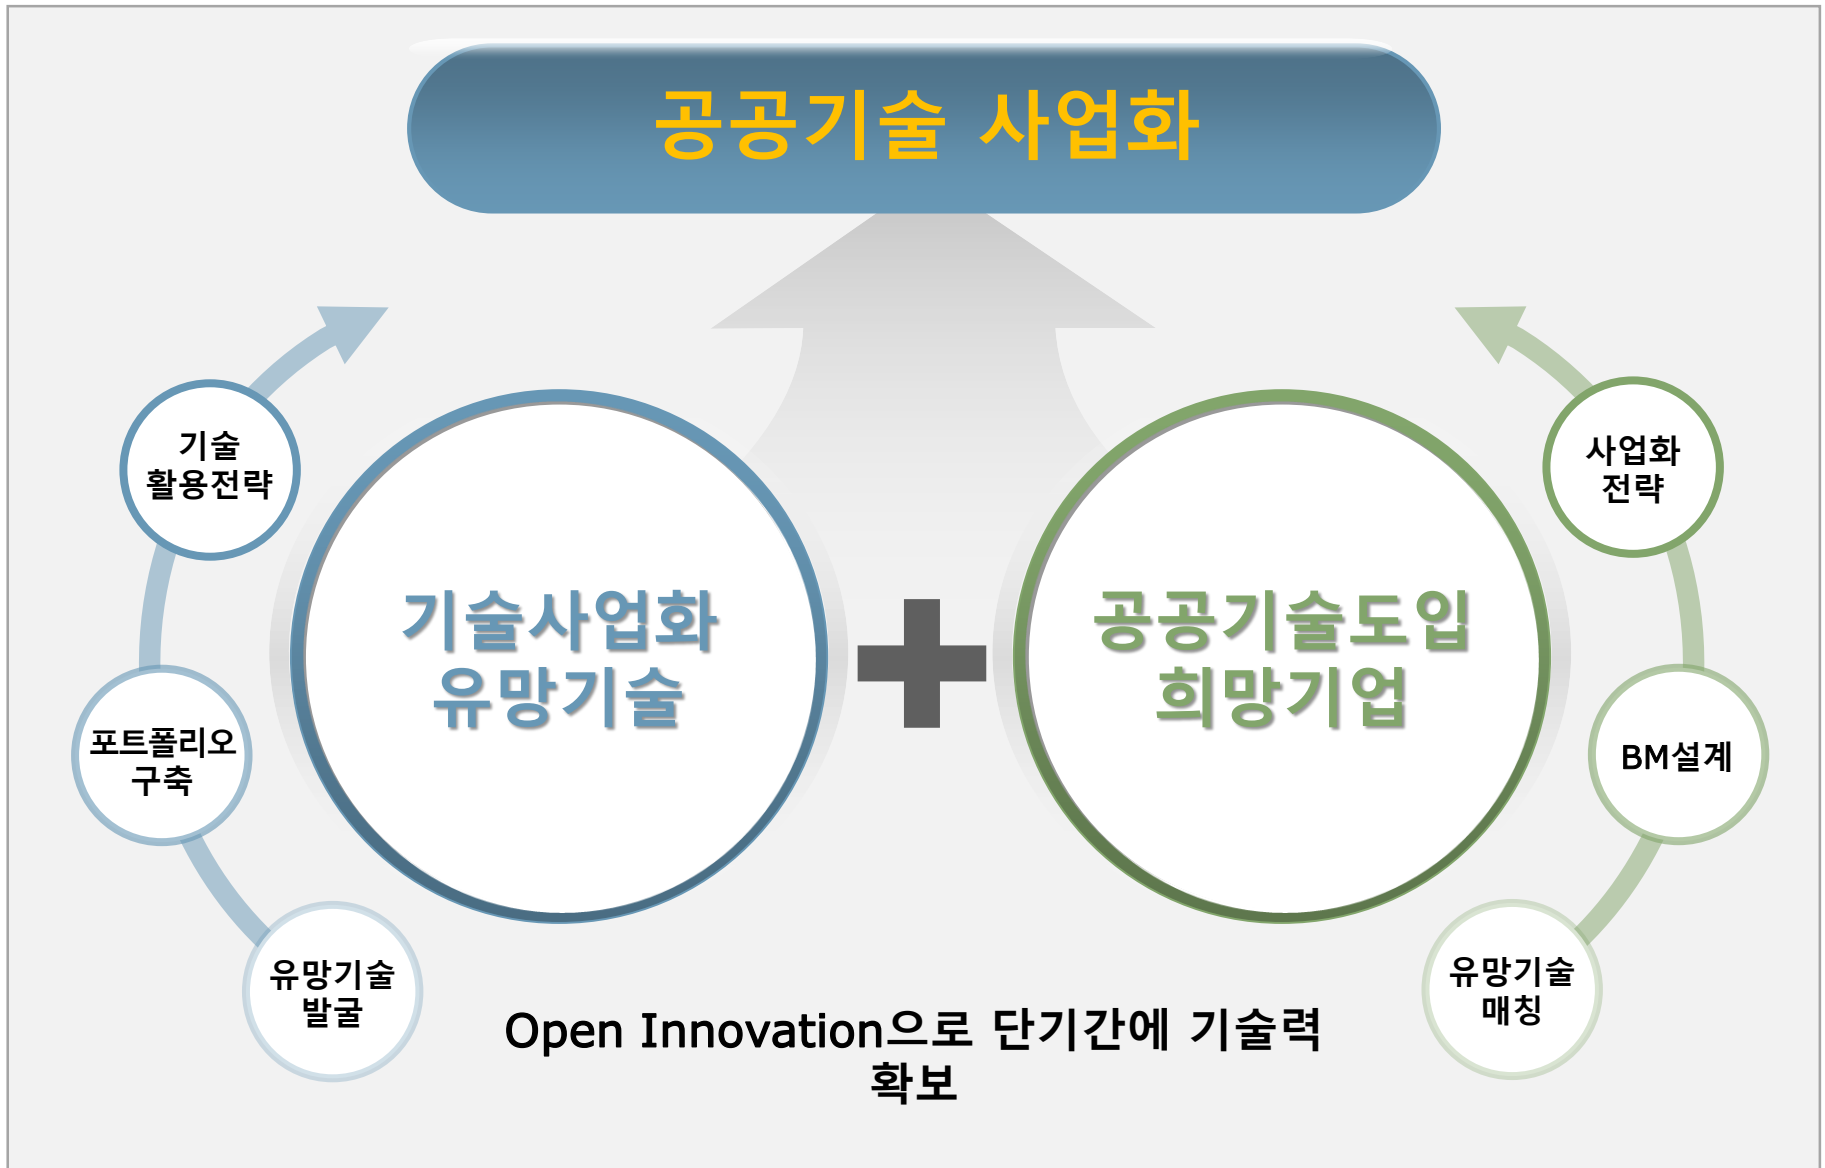 공공기술 사업화
기술
활용전략
포트폴리오
구축
유망기술
발굴
기술사업화
유망기술
공공기술도입
희망기업
사업화
전략
BM설계
유망기술
매칭
Open Innovation으로 단기간에 기술력
확보